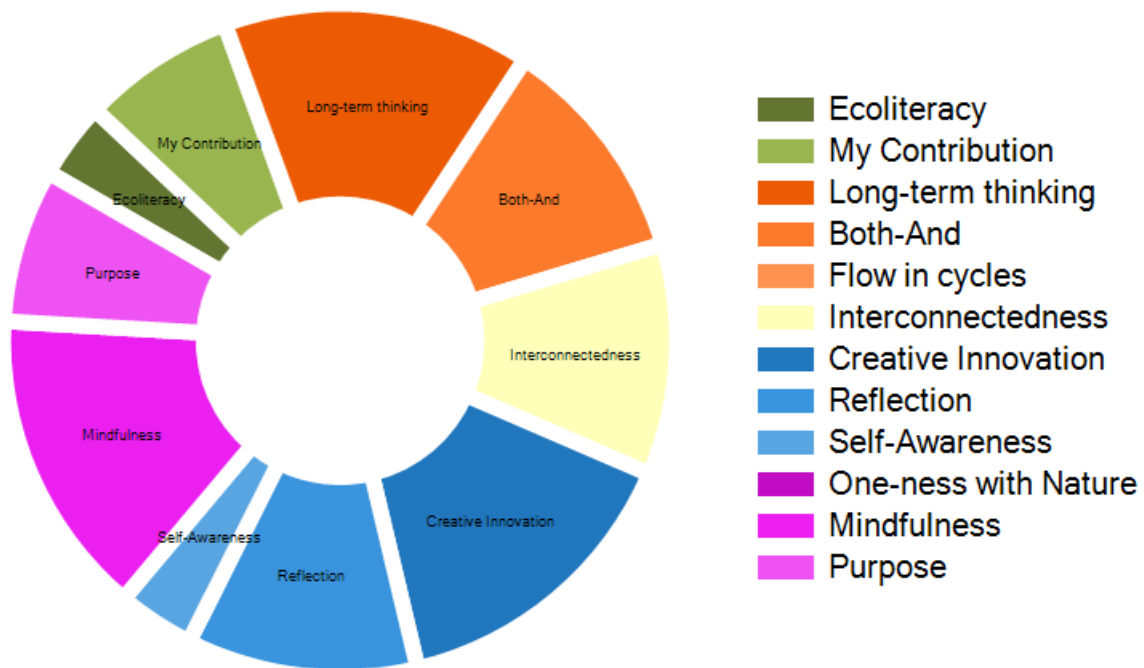 Long-term thinking
My Contribution
Both-And
Ecoliteracy
Purpose
Interconnectedness
Mindfulness
Creative Innovation
Self-Awareness
Reflection
Ecoliteracy
My Contribution
Long-term thinking
Both-And
Flow in cycles
Interconnectedness
Creative Innovation
Reflection
Self-Awareness
One-ness with Nature
Mindfulness
Purpose